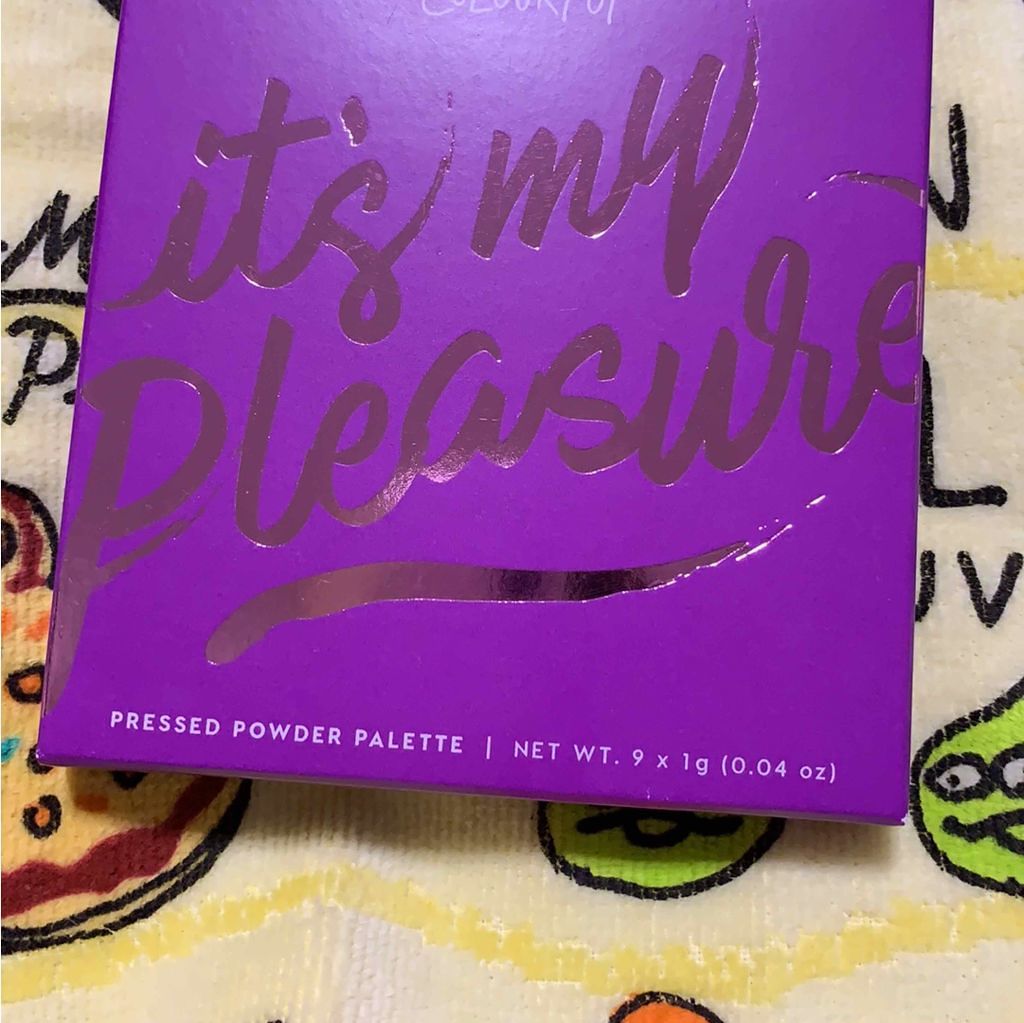 it's my
Pleasure
PRESSED POWDER PALETTE | NET WT. 9 x 1g (0.04 oz)